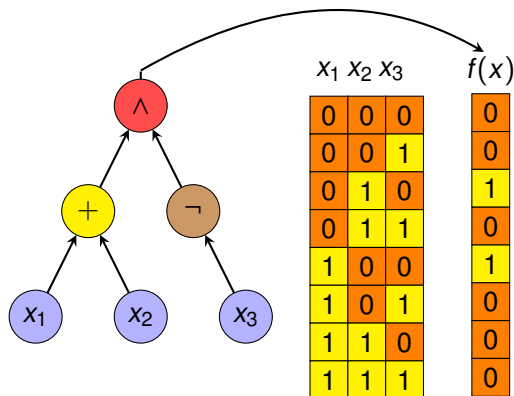 x₁ x₂ x₃ f(x)
∧
0 0 0 0
0 0 1 0
0 1 0 1
+ ¬
0 1 1 0
1 0 0 1
x₁ x₂ x₃
1 0 1 0
1 1 0 0
1 1 1 0